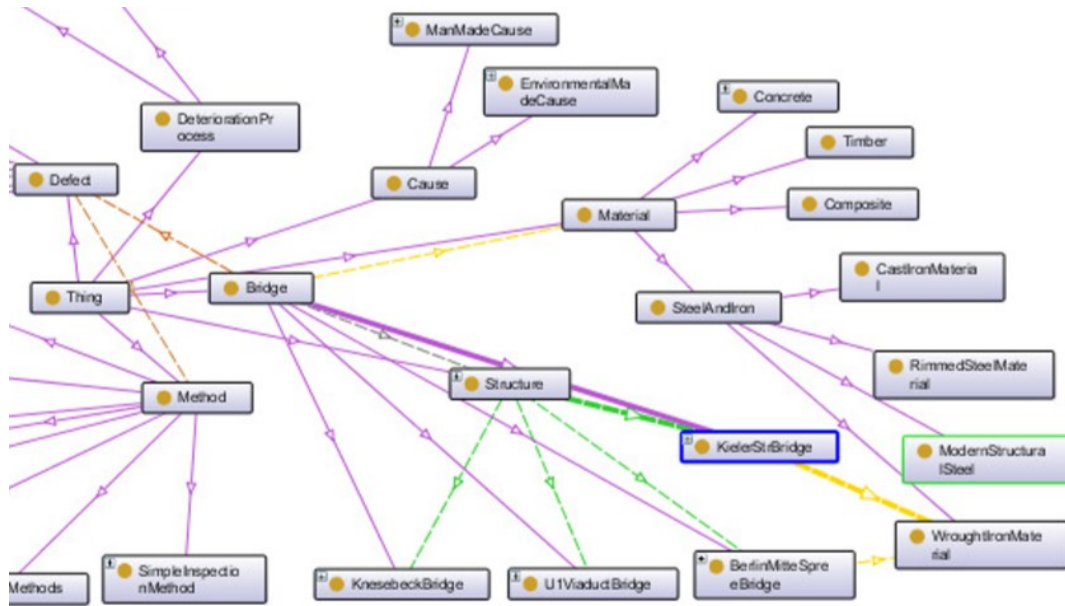 ManMadeCause
EnvironmentalMa
deCause
Concrete
DeteriorationPr
ocess
Timber
Defect
Cause
Material
Composite
Thing
Bridge
CastIronMateria
l
SteelAndIron
RimmedSteelMate
rial
Method
Structure
KielerStrBridge
ModernStructura
lSteel
WroughtIronMate
rial
Methods
SimpleInspectio
nMethod
KnesebeckBridge
U1ViaductBridge
BerlinMitteSpre
eBridge